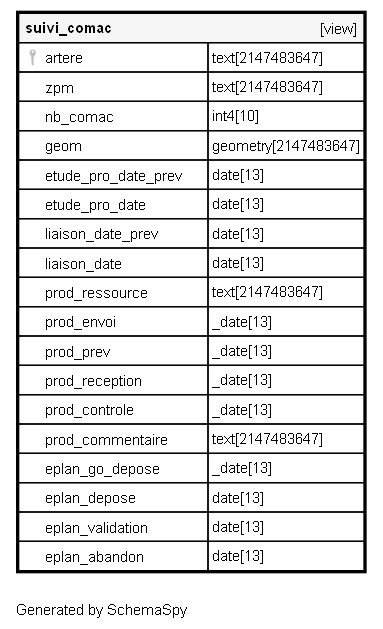 suivi_comac [view]
artere text[2147483647]
zpm text[2147483647]
nb_comac int4[10]
geom geometry[2147483647]
etude_pro_date_prev date[13]
etude_pro_date date[13]
liaison_date_prev date[13]
liaison_date date[13]
prod_ressource text[2147483647]
prod_envoi _date[13]
prod_prev _date[13]
prod_reception _date[13]
prod_controle _date[13]
prod_commentaire text[2147483647]
eplan_go_depose _date[13]
eplan_depose date[13]
eplan_validation date[13]
eplan_abandon date[13]
Generated by SchemaSpy